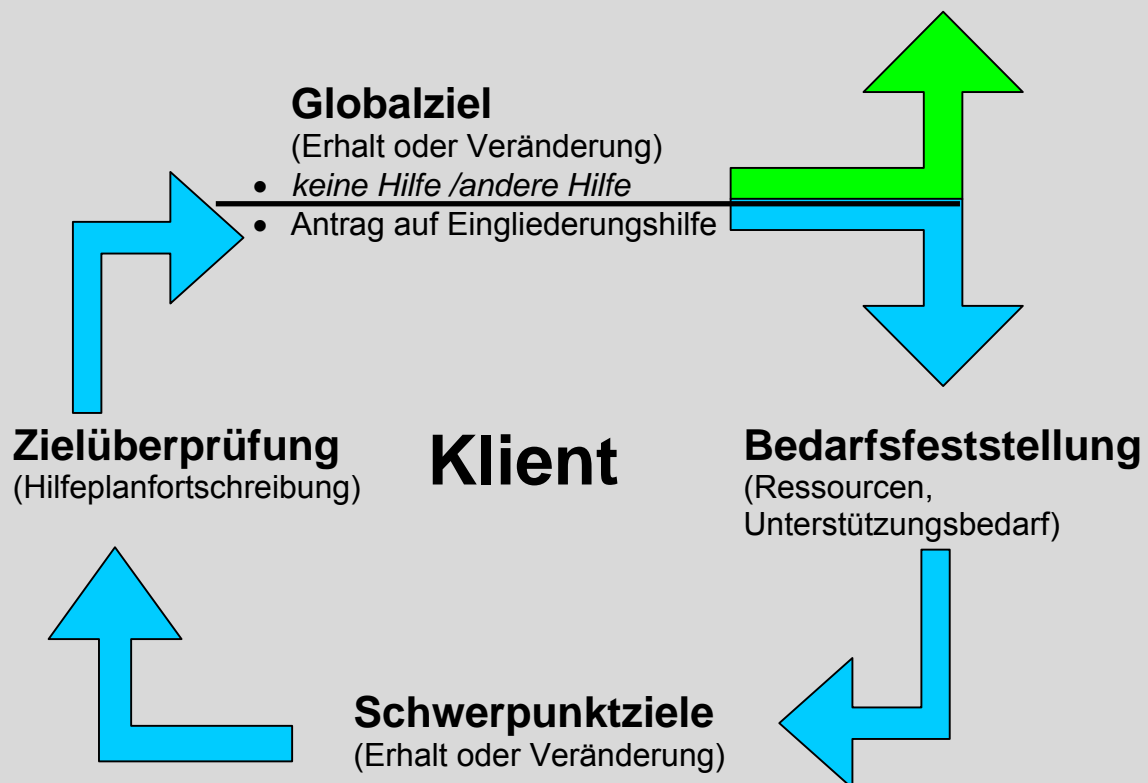 Globalziel
(Erhalt oder Veränderung)
• keine Hilfe /andere Hilfe
• Antrag auf Eingliederungshilfe
Zielüberprüfung
(Hilfeplanfortschreibung)
Klient
Bedarfsfeststellung
(Ressourcen,
Unterstützungsbedarf)
Schwerpunktziele
(Erhalt oder Veränderung)